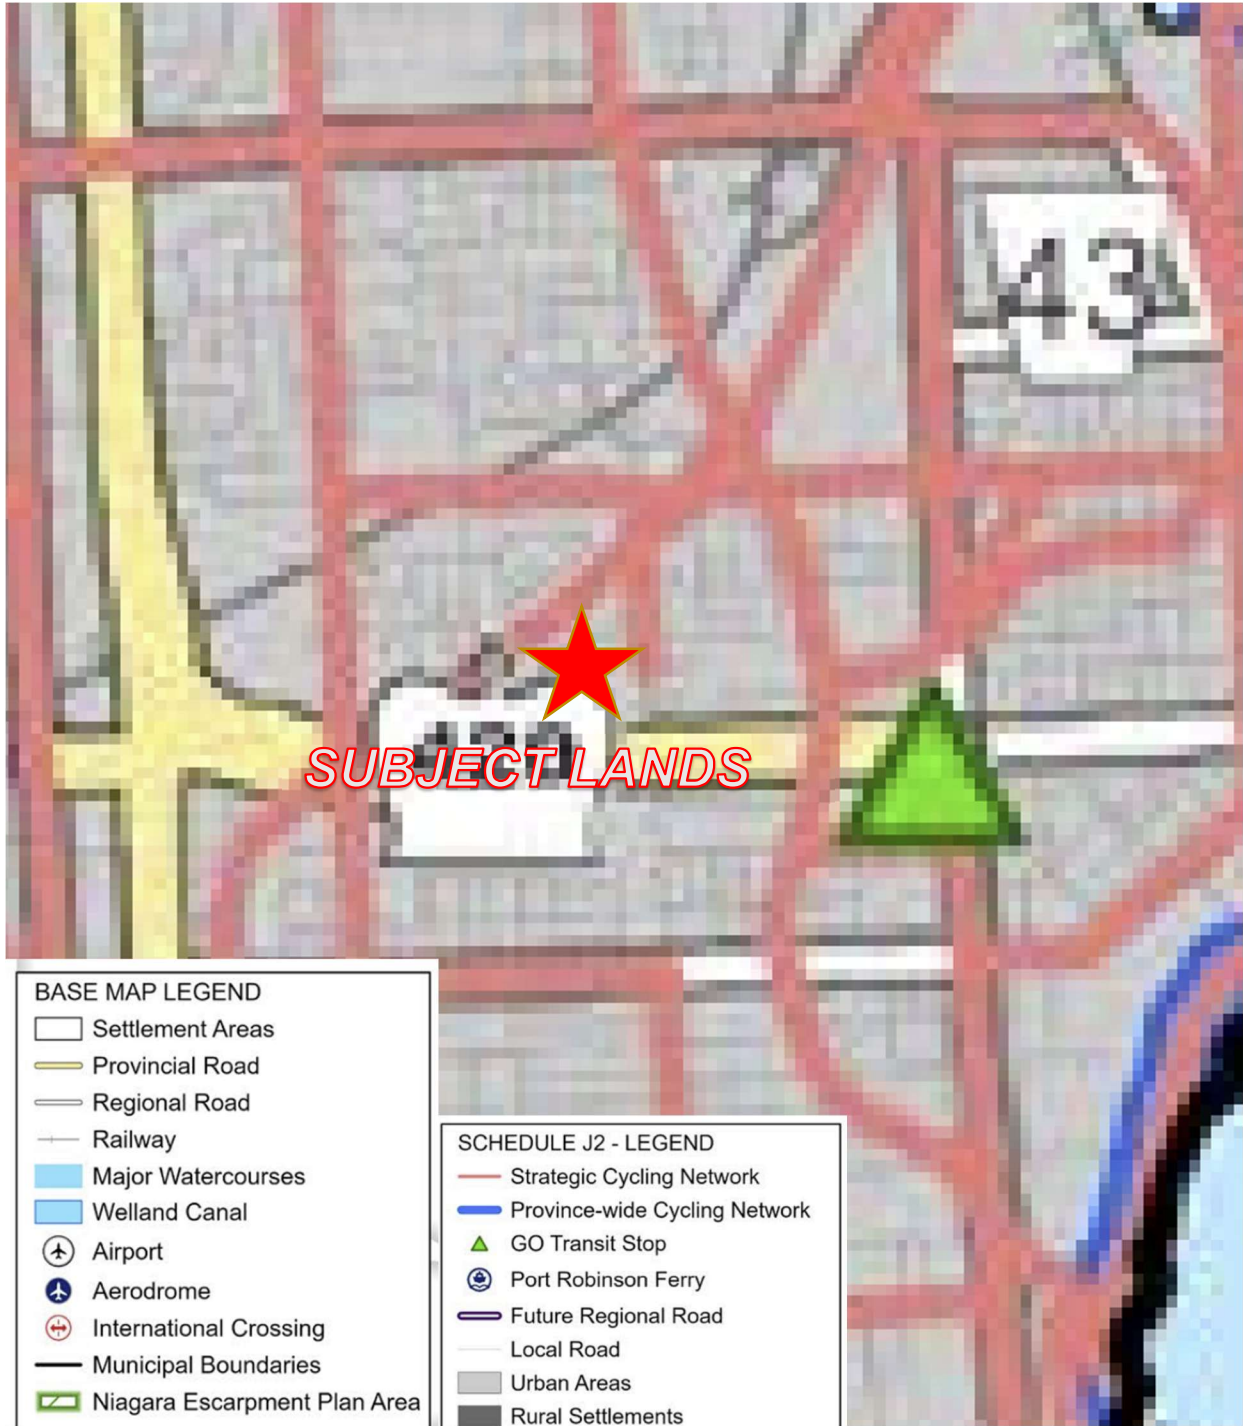 43
SUBJECT LANDS
BASE MAP LEGEND
Settlement Areas
Provincial Road
Regional Road
Railway
Major Watercourses
Welland Canal
Airport
Aerodrome
International Crossing
Municipal Boundaries
Niagara Escarpment Plan Area
SCHEDULE J2 - LEGEND
Strategic Cycling Network
Province-wide Cycling Network
GO Transit Stop
Port Robinson Ferry
Future Regional Road
Local Road
Urban Areas
Rural Settlements